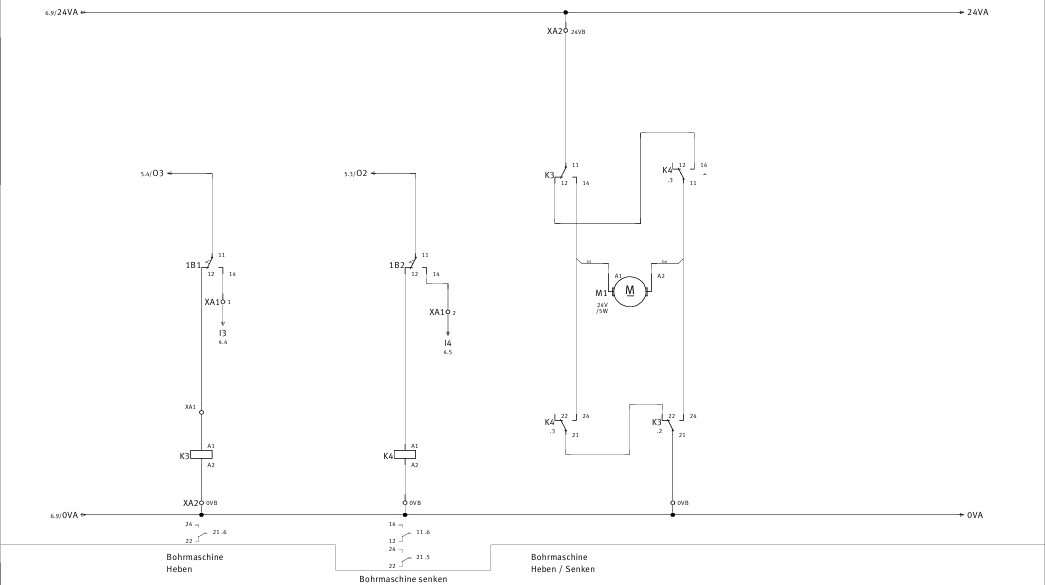 6.9/24VA
24VA
XA2 24VB
11
K3
12 14
12 14
K4
.3 11
5.4/O3
5.3/O2
11
1B1
12 14
11
1B2
12 14
XA1 1
I3
4.4
XA1 2
I4
4.5
A1 A2
M1 M
24V
/5W
XA1
22 24
K4
.3 21
22 24
K3
.2 21
A1
K3
A2
A1
K4
A2
XA2 0VB
0VB
0VB
6.9/0VA
0VA
24
21.6
22
14
11.6
12
24
21.5
22
Bohrmaschine
Heben
Bohrmaschine senken
Bohrmaschine
Heben / Senken